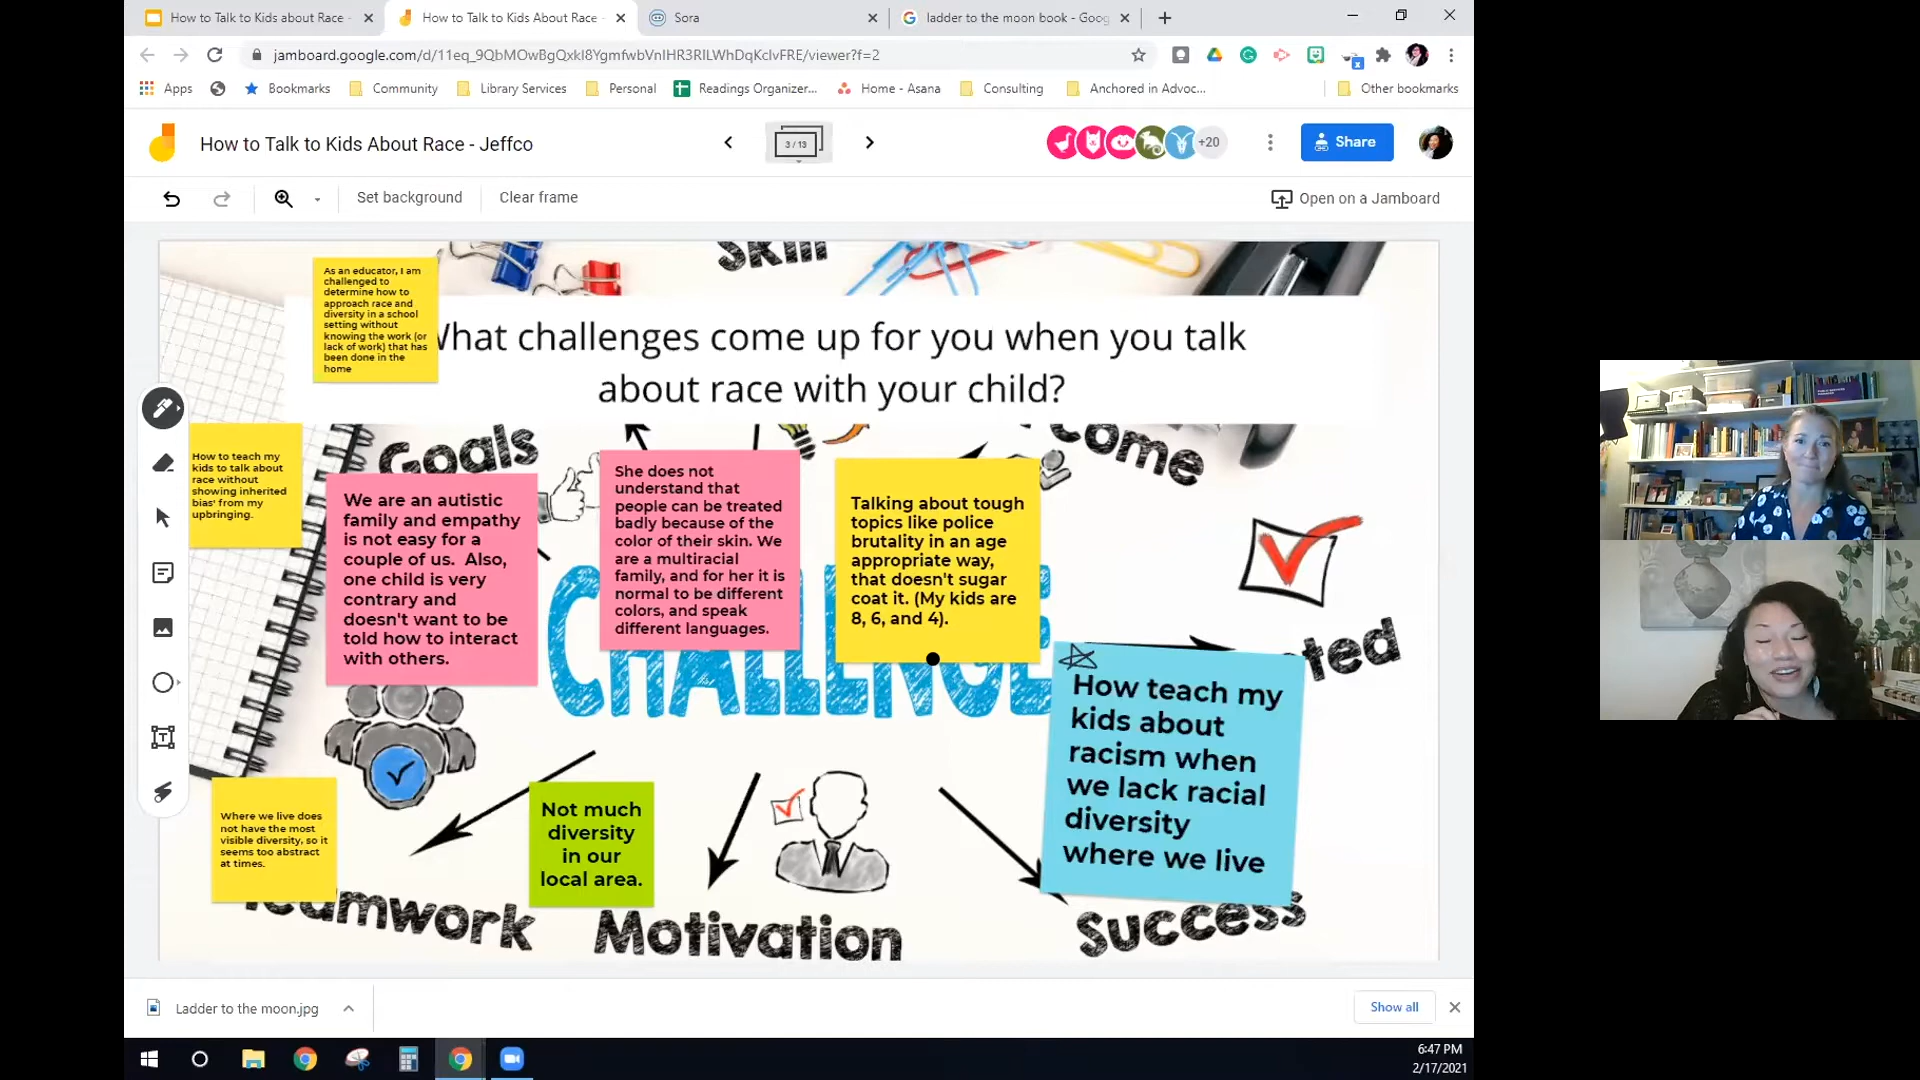 How to Talk to Kids about Race -
How to Talk to Kids About Race -
Sora
ladder to the moon book - Goog
jamboard.google.com/d/11eq_9QbMOwBgQxkI8YgmfwbVnIHR3RILWhDqKcIvFRE/viewer?f=2
Apps
Bookmarks
Community
Library Services
Personal
Readings Organizer...
Home - Asana
Consulting
Anchored in Advoc...
Other bookmarks
How to Talk to Kids About Race - Jeffco
3 / 13
+20
Share
Set background
Clear frame
Open on a Jamboard
Skill
As an educator, I am
challenged to
determine how to
approach race and
diversity in a school
setting without
knowing the work (or
lack of work) that has
been done in the
home
What challenges come up for you when you talk
about race with your child?
Goals
come
How to teach my
kids to talk about
race without
showing inherited
bias' from my
upbringing.
We are an autistic
family and empathy
is not easy for a
couple of us. Also,
one child is very
contrary and
doesn't want to be
told how to interact
with others.
She does not
understand that
people can be treated
badly because of the
color of their skin. We
are a multiracial
family, and for her it is
normal to be different
colors, and speak
different languages.
Talking about tough
topics like police
brutality in an age
appropriate way,
that doesn't sugar
coat it. (My kids are
8, 6, and 4).
CHALLENGE
ted
How teach my
kids about
racism when
we lack racial
diversity
where we live
Where we live does
not have the most
visible diversity, so it
seems too abstract
at times.
Not much
diversity
in our
local area.
Teamwork
Motivation
Success
Ladder to the moon.jpg
Show all
6:47 PM
2/17/2021